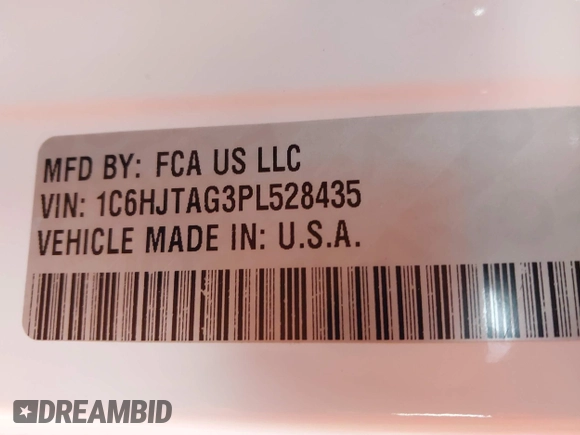 MFD BY: FCA US LLC
VIN: 1C6HJTAG3PL528435
VEHICLE MADE IN: U.S.A.
DREAMBID